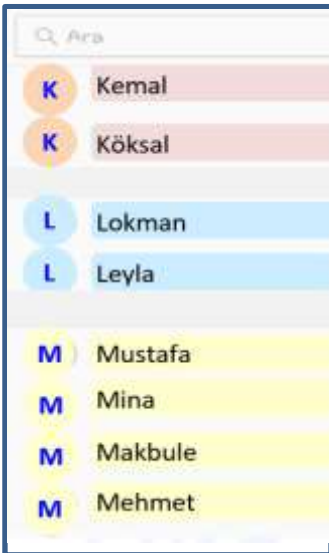 Ara
K Kemal
K Köksal
L Lokman
L Leyla
M Mustafa
M Mina
M Makbule
M Mehmet